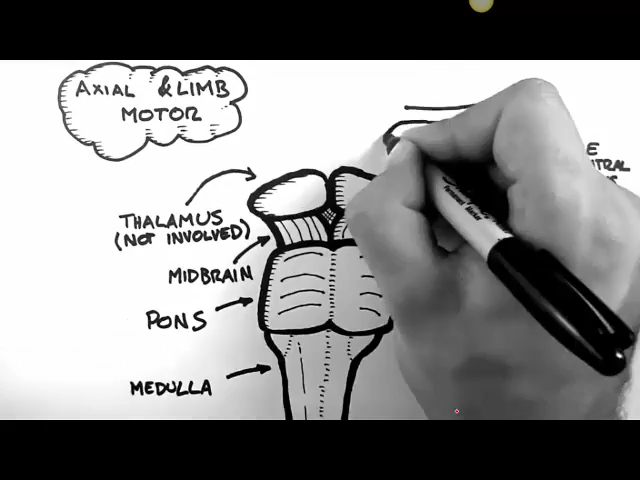 AXIAL & LIMB
MOTOR
THALAMUS
(NOT INVOLVED)
MIDBRAIN
PONS
MEDULLA